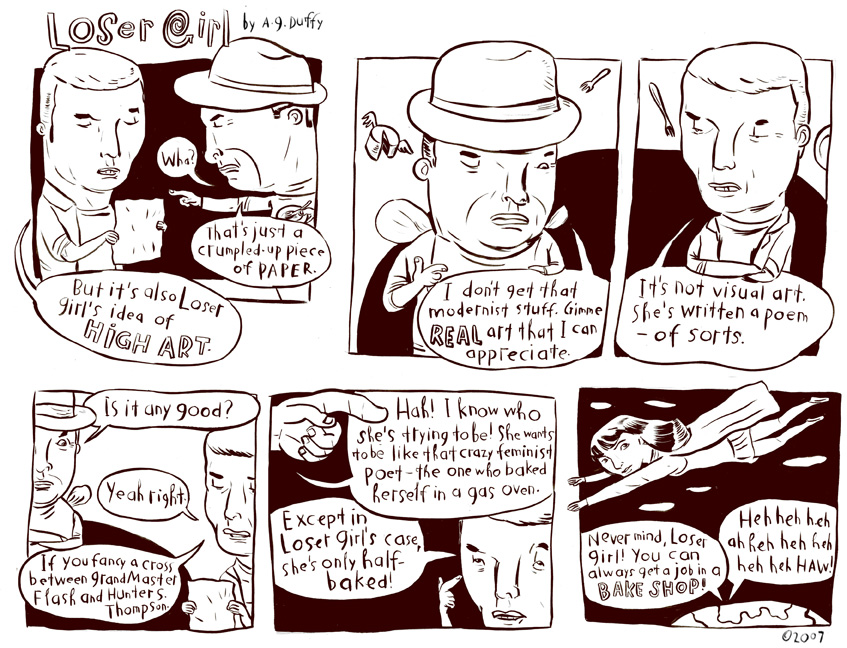 Loser Girl
by A.G. Duffy
Wha?
That's just a
crumpled-up piece
of PAPER.
But it's also Loser
girl's idea of
HIGH ART.
I don't get that
modernist stuff. Gimme
REAL art that I can
appreciate.
It's not visual art.
She's written a poem
- of sorts.
Is it any good?
Yeah right.
If you fancy a cross
between grandMaster
Flash and Hunter S.
Thompson.
Hah! I know who
she's trying to be! She wants
to be like that crazy feminist
poet - the one who baked
herself in a gas oven.
Except in
Loser girl's case,
she's only half-
baked!
Never mind, Loser
girl! You can
always get a job in a
BAKE SHOP!
Heh heh heh
ah heh heh heh
heh heh HAW!
©2007